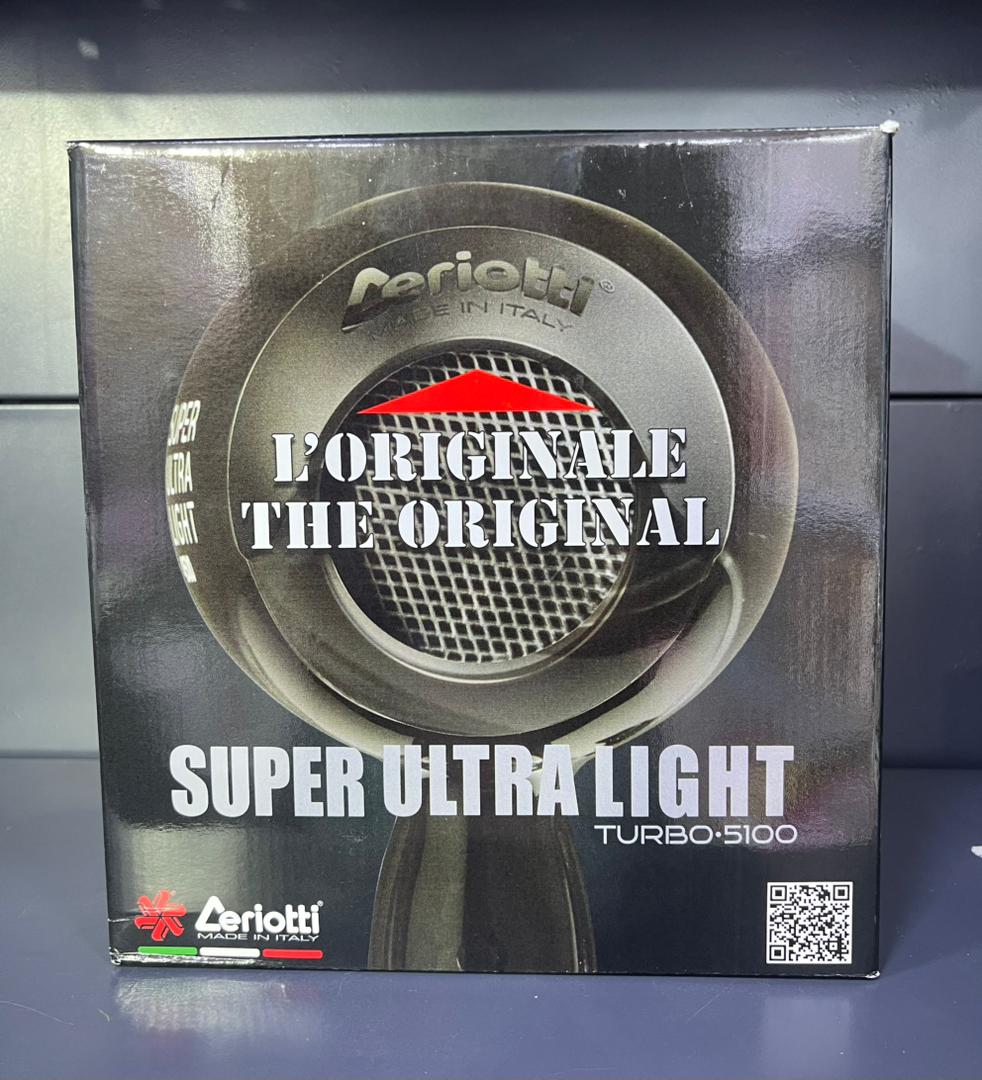 Ceriotti®
MADE IN ITALY
L'ORIGINALE
THE ORIGINAL
SUPER
ULTRA
LIGHT
SUPER ULTRA LIGHT
TURBO•5100
Ceriotti®
MADE IN ITALY